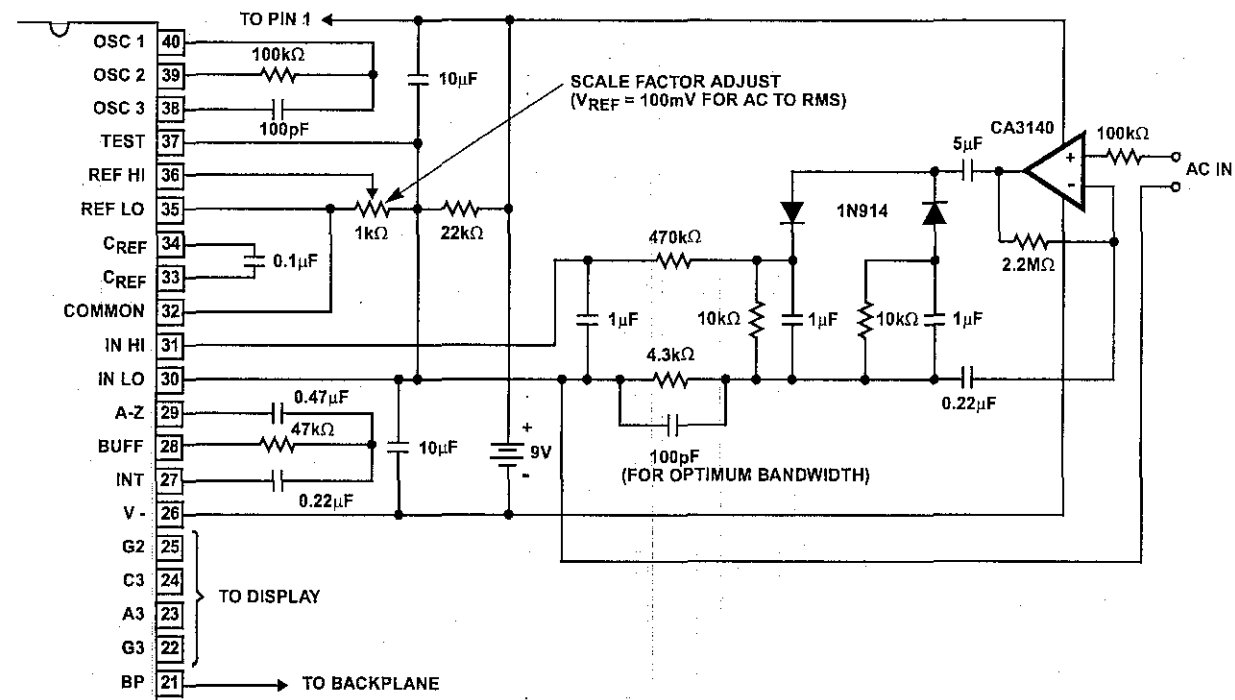 TO PIN 1
OSC 1 40
OSC 2 39
OSC 3 38
TEST 37
REF HI 36
REF LO 35
CREF 34
CREF 33
COMMON 32
IN HI 31
IN LO 30
A-Z 29
BUFF 28
INT 27
V - 26
G2 25
C3 24
A3 23
G3 22
BP 21
100kΩ
100pF
10µF
SCALE FACTOR ADJUST
(VREF = 100mV FOR AC TO RMS)
CA3140
100kΩ
5µF
+
-
AC IN
1N914
1kΩ
22kΩ
470kΩ
2.2MΩ
0.1µF
1µF
10kΩ
1µF
10kΩ
1µF
4.3kΩ
0.22µF
0.47µF
47kΩ
0.22µF
10µF
+
9V
-
100pF
(FOR OPTIMUM BANDWIDTH)
TO DISPLAY
TO BACKPLANE